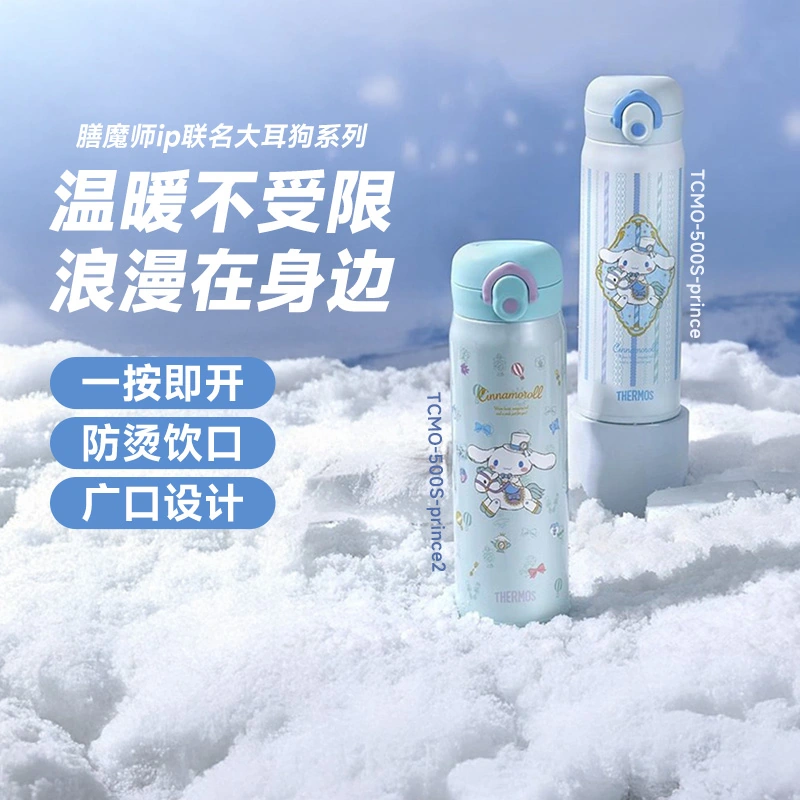 膳魔师ip联名大耳狗系列
温暖不受限
浪漫在身边
一按即开
防烫饮口
广口设计
TCMO-500S-prince
Cinnamoroll
THERMOS
TCMO-500S-prince2
Cinnamoroll
THERMOS